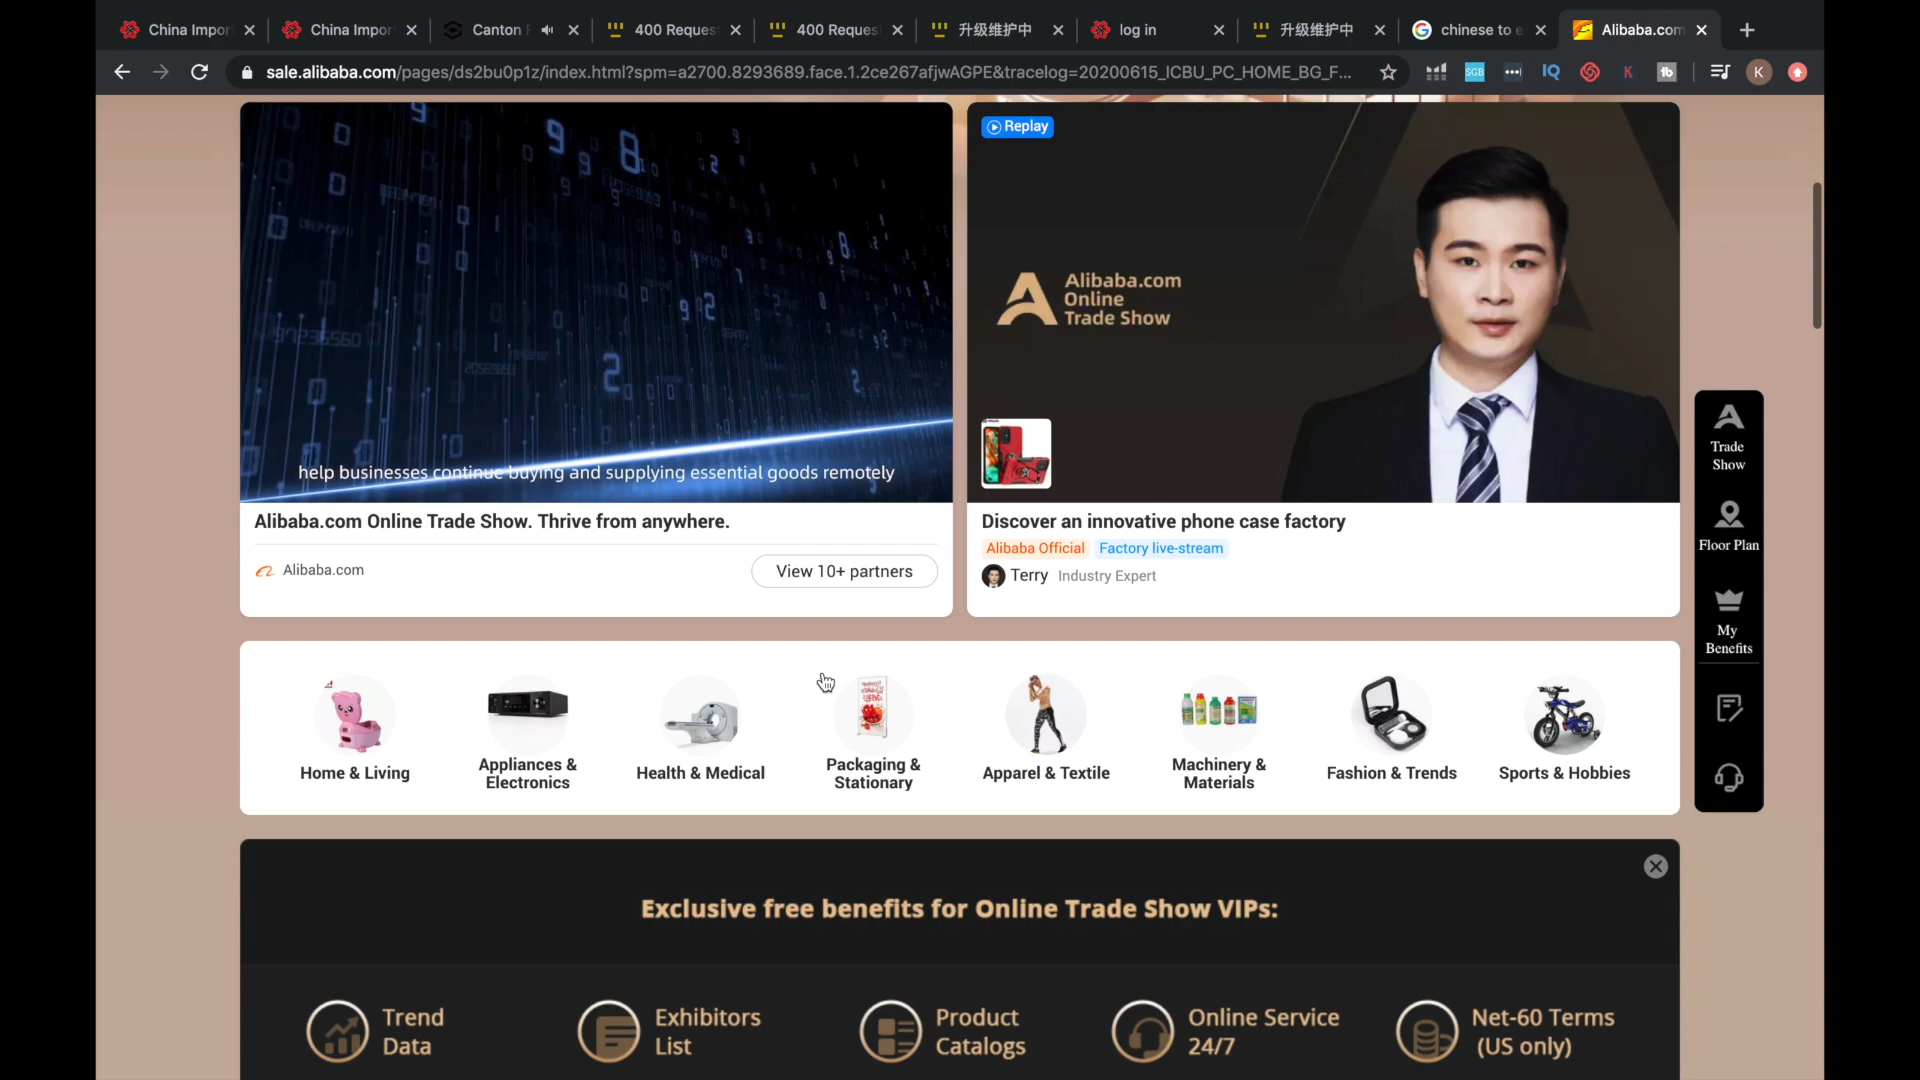 China Impor
China Impor
Canton
400 Reques
400 Reques
升级维护中
log in
升级维护中
chinese to e
Alibaba.com
sale.alibaba.com/pages/ds2bu0p1z/index.html?spm=a2700.8293689.face.1.2ce267afjwAGPE&tracelog=20200615_ICBU_PC_HOME_BG_F...
SGB
IQ
K
tb
K
help businesses continue buying and supplying essential goods remotely
Alibaba.com Online Trade Show. Thrive from anywhere.
Alibaba.com
View 10+ partners
Replay
Alibaba.com
Online
Trade Show
Discover an innovative phone case factory
Alibaba Official Factory live-stream
Terry Industry Expert
Trade
Show
Floor Plan
My
Benefits
Home & Living
Appliances &
Electronics
Health & Medical
Packaging &
Stationary
Apparel & Textile
Machinery &
Materials
Fashion & Trends
Sports & Hobbies
Exclusive free benefits for Online Trade Show VIPs:
Trend
Data
Exhibitors
List
Product
Catalogs
Online Service
24/7
Net-60 Terms
(US only)